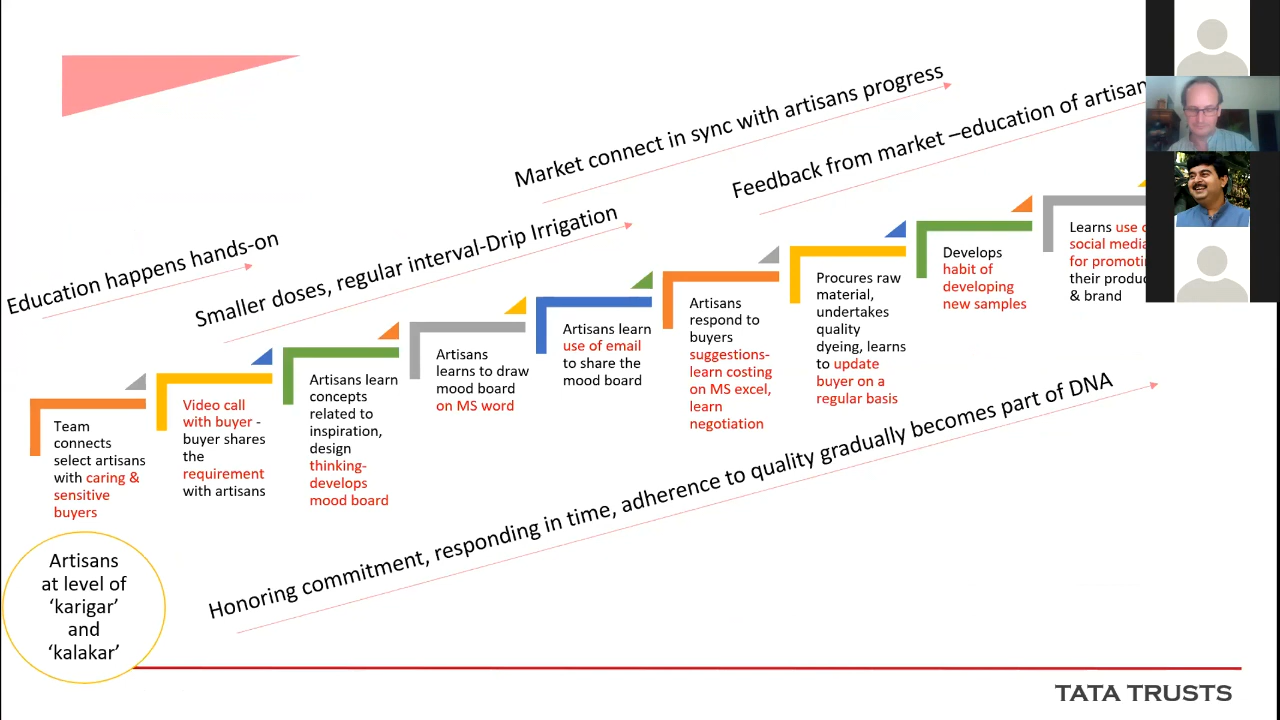 Market connect in sync with artisans progress
Feedback from market –education of artisan
Education happens hands-on
Smaller doses, regular interval-Drip Irrigation
Team
connects
select artisans
with caring &
sensitive
buyers
Video call
with buyer -
buyer shares
the
requirement
with artisans
Artisans learn
concepts
related to
inspiration,
design
thinking-
develops
mood board
Artisans
learns to draw
mood board
on MS word
Artisans learn
use of email
to share the
mood board
Artisans
respond to
buyers
suggestions-
learn costing
on MS excel,
learn
negotiation
Procures raw
material,
undertakes
quality
dyeing, learns
to update
buyer on a
regular basis
Develops
habit of
developing
new samples
Learns use
social media
for
their
& brand
Honoring commitment, responding in time, adherence to quality gradually becomes part of DNA
Artisans
at level of
‘karigar’
and
‘kalakar’
TATA TRUSTS